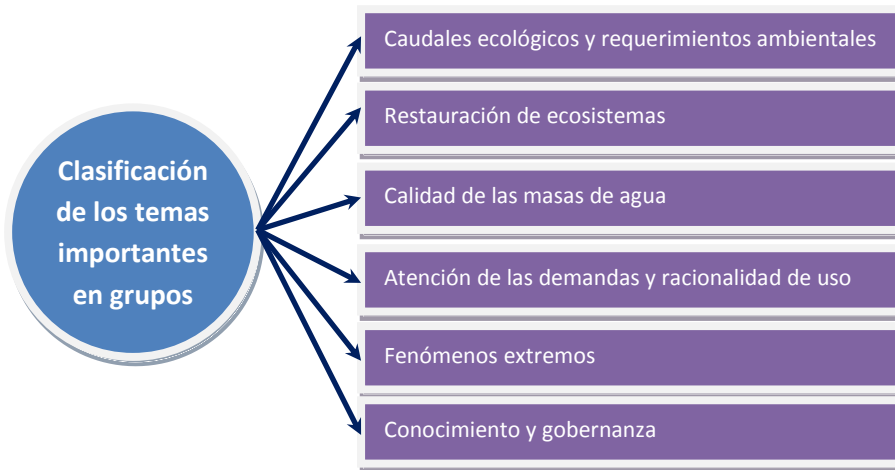 Clasificación
de los temas
importantes
en grupos
Caudales ecológicos y requerimientos ambientales
Restauración de ecosistemas
Calidad de las masas de agua
Atención de las demandas y racionalidad de uso
Fenómenos extremos
Conocimiento y gobernanza